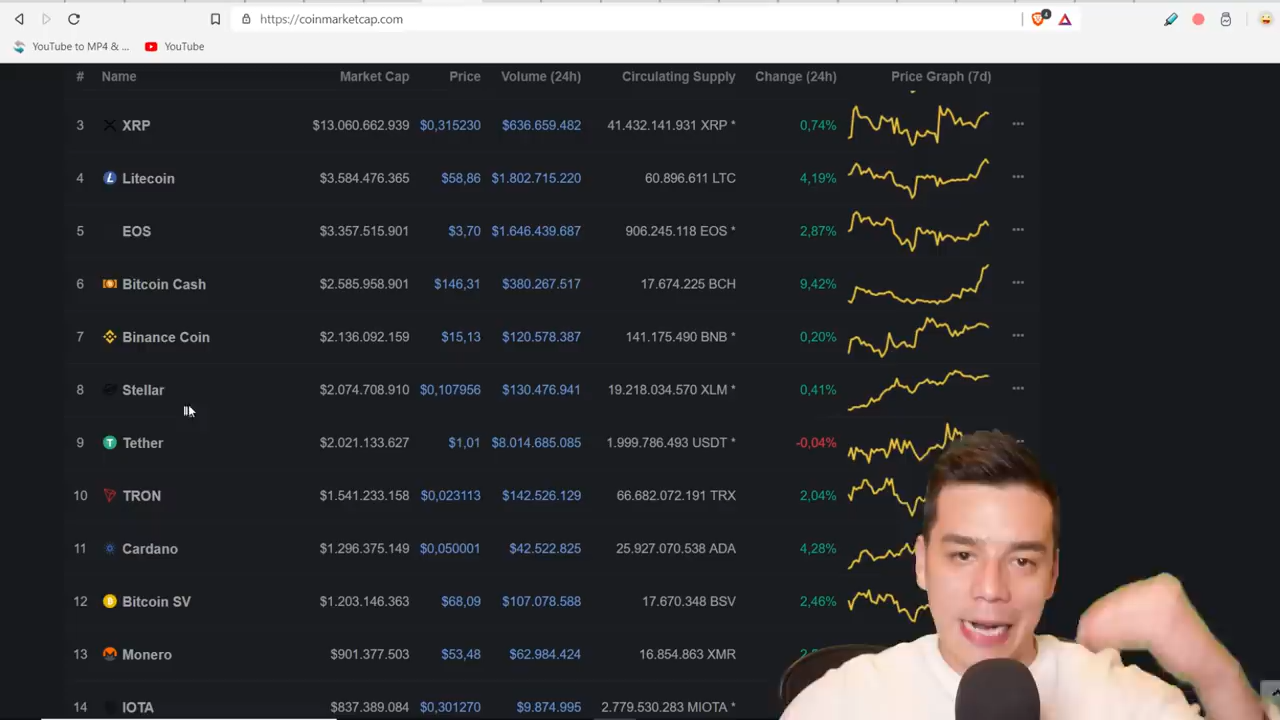 https://coinmarketcap.com
4
YouTube to MP4 & ...
YouTube
# Name Market Cap Price Volume (24h) Circulating Supply Change (24h) Price Graph (7d)
3 XRP $13.060.662.939 $0,315230 $636.659.482 41.432.141.931 XRP * 0,74%
4 Litecoin $3.584.476.365 $58,86 $1.802.715.220 60.896.611 LTC 4,19%
5 EOS $3.357.515.901 $3,70 $1.646.439.687 906.245.118 EOS * 2,87%
6 Bitcoin Cash $2.585.958.901 $146,31 $380.267.517 17.674.225 BCH 9,42%
7 Binance Coin $2.136.092.159 $15,13 $120.578.387 141.175.490 BNB * 0,20%
8 Stellar $2.074.708.910 $0,107956 $130.476.941 19.218.034.570 XLM * 0,41%
9 Tether $2.021.133.627 $1,01 $8.014.685.085 1.999.786.493 USDT * -0,04%
10 TRON $1.541.233.158 $0,023113 $142.526.129 66.682.072.191 TRX 2,04%
11 Cardano $1.296.375.149 $0,050001 $42.522.825 25.927.070.538 ADA 4,28%
12 Bitcoin SV $1.203.146.363 $68,09 $107.078.588 17.670.348 BSV 2,46%
13 Monero $901.377.503 $53,48 $62.984.424 16.854.863 XMR
14 IOTA $837.389.084 $0,301270 $9.874.995 2.779.530.283 MIOTA *